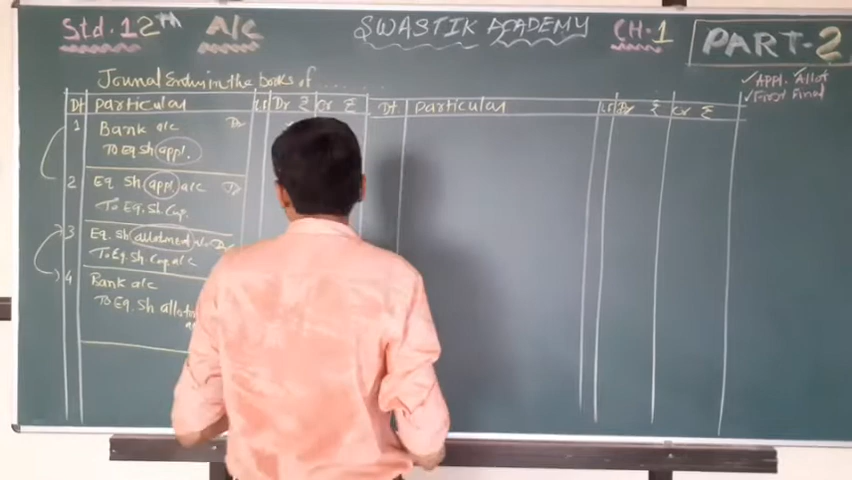 Std. 12TH A/C SWASTIK ACADEMY CH-1 PART-2
✓Appl. ✓Allot
✓First Final
Journal Entry in the books of ......
Dt Particular LF Dr ₹ Cr ₹
1 Bank a/c Dr
To Eq Sh appl.
2 Eq Sh appl a/c Dr
To Eq. Sh. Cap.
3 Eq. Sh allotment a/c Dr
To Eq. Sh. Cap. a/c
4 Bank a/c
To Eq. Sh
Dt. Particular LF Dr ₹ Cr ₹